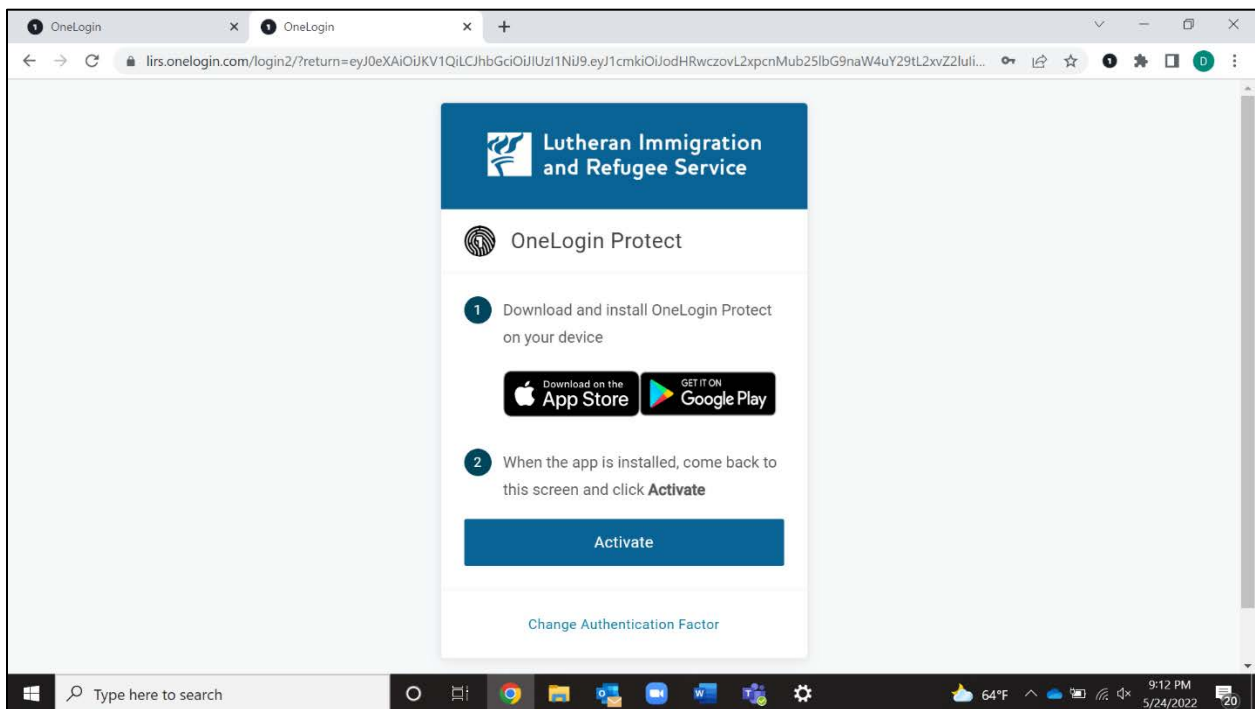 OneLogin
OneLogin
lirs.onelogin.com/login2/?return=eyJ0eXAiOiJKV1QiLCJhbGciOiJIUzI1NiJ9.eyJ1cmkiOiJodHRwczovL2xpcnMub25lbG9naW4uY29tL2xvZ2luIi...
D
Lutheran Immigration
and Refugee Service
OneLogin Protect
1 Download and install OneLogin Protect
on your device
Download on the
App Store
GET IT ON
Google Play
2 When the app is installed, come back to
this screen and click Activate
Activate
Change Authentication Factor
Type here to search
64°F
9:12 PM
5/24/2022
20